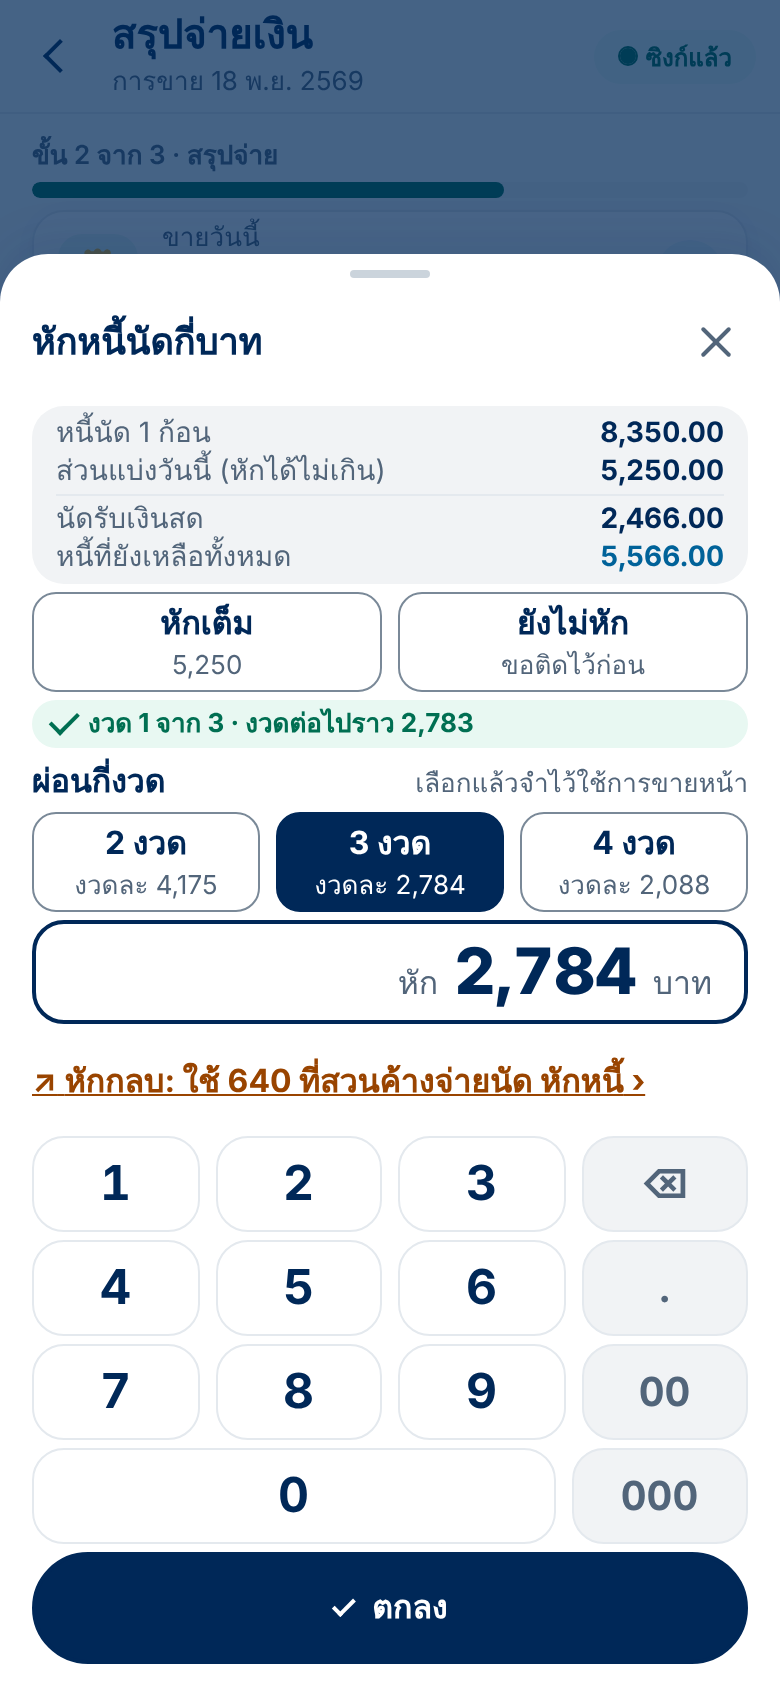 สรุปจ่ายเงิน
การขาย 18 พ.ย. 2569
ซิงก์แล้ว
ขั้น 2 จาก 3 · สรุปจ่าย
ขายวันนี้
หักหนี้นัดกี่บาท
หนี้นัด 1 ก้อน 8,350.00
ส่วนแบ่งวันนี้ (หักได้ไม่เกิน) 5,250.00
นัดรับเงินสด 2,466.00
หนี้ที่ยังเหลือทั้งหมด 5,566.00
หักเต็ม
5,250
ยังไม่หัก
ขอติดไว้ก่อน
งวด 1 จาก 3 · งวดต่อไปราว 2,783
ผ่อนกี่งวด
เลือกแล้วจำไว้ใช้การขายหน้า
2 งวด
งวดละ 4,175
3 งวด
งวดละ 2,784
4 งวด
งวดละ 2,088
หัก 2,784 บาท
↗ หักกลบ: ใช้ 640 ที่สวนค้างจ่ายนัด หักหนี้ ›
1 2 3
4 5 6 .
7 8 9 00
0 000
ตกลง